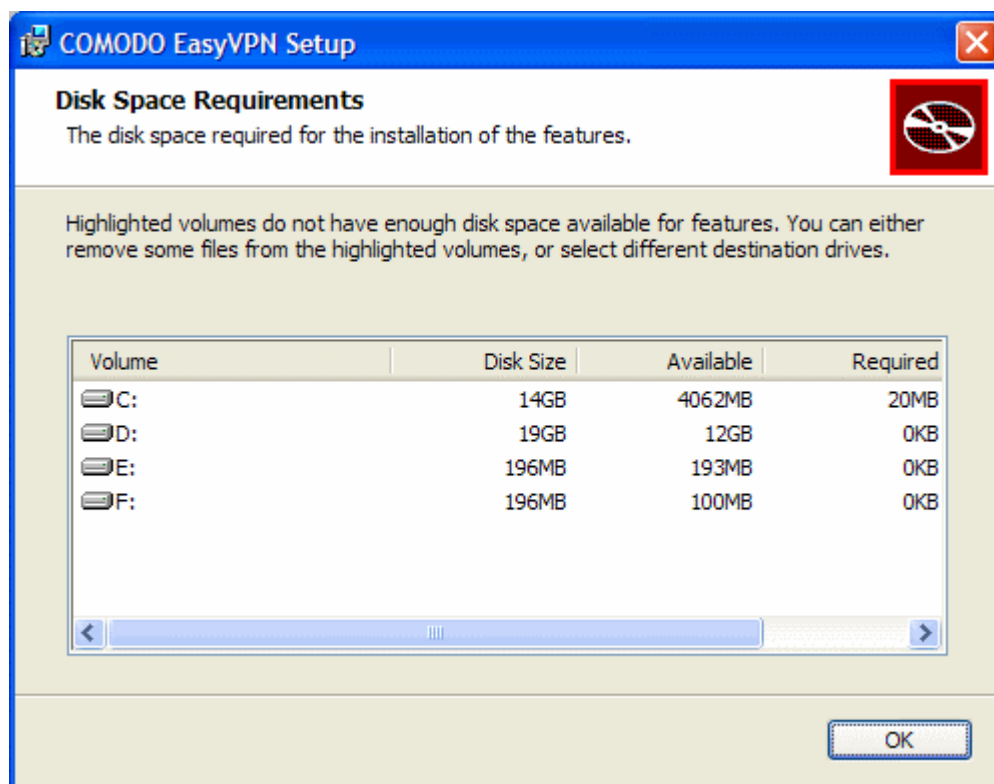 COMODO EasyVPN Setup
Disk Space Requirements
The disk space required for the installation of the features.
Highlighted volumes do not have enough disk space available for features. You can either
remove some files from the highlighted volumes, or select different destination drives.
Volume Disk Size Available Required
C: 14GB 4062MB 20MB
D: 19GB 12GB 0KB
E: 196MB 193MB 0KB
F: 196MB 100MB 0KB
OK